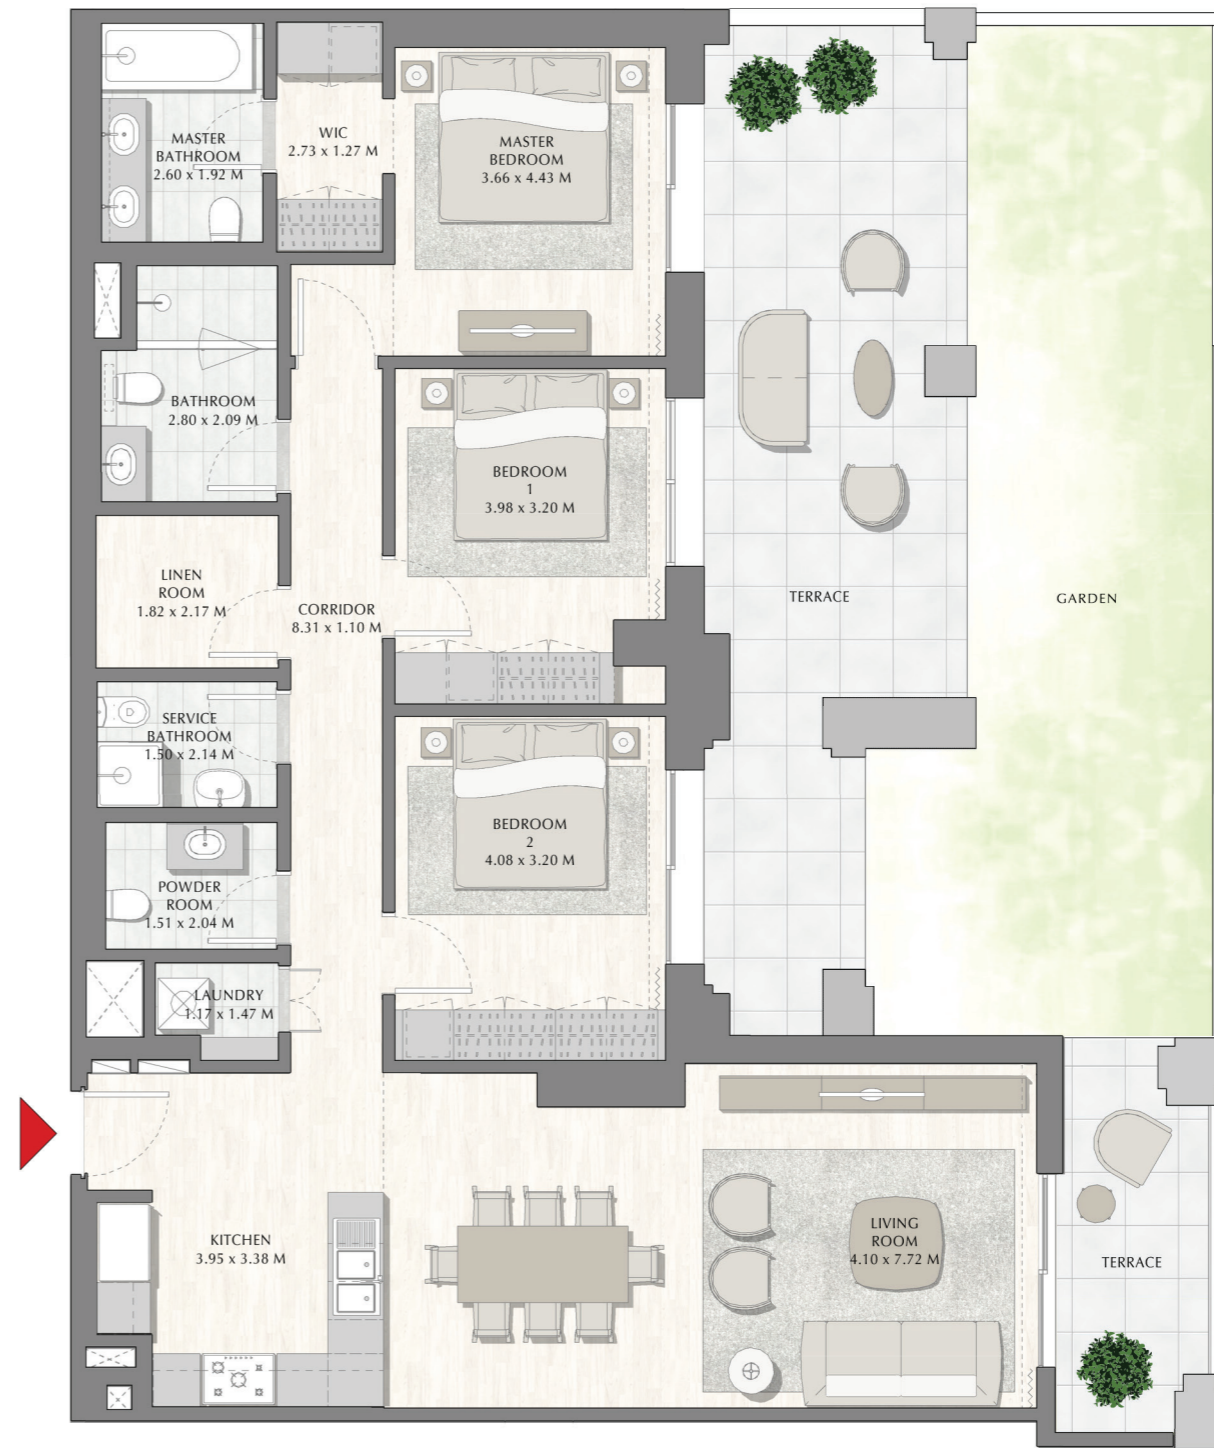 MASTER
BATHROOM
2.60 x 1.92 M
WIC
2.73 x 1.27 M
MASTER
BEDROOM
3.66 x 4.43 M
BATHROOM
2.80 x 2.09 M
BEDROOM
1
3.98 x 3.20 M
LINEN
ROOM
1.82 x 2.17 M
CORRIDOR
8.31 x 1.10 M
TERRACE
GARDEN
SERVICE
BATHROOM
1.50 x 2.14 M
BEDROOM
2
4.08 x 3.20 M
POWDER
ROOM
1.51 x 2.04 M
LAUNDRY
1.17 x 1.47 M
KITCHEN
3.95 x 3.38 M
LIVING
ROOM
4.10 x 7.72 M
TERRACE